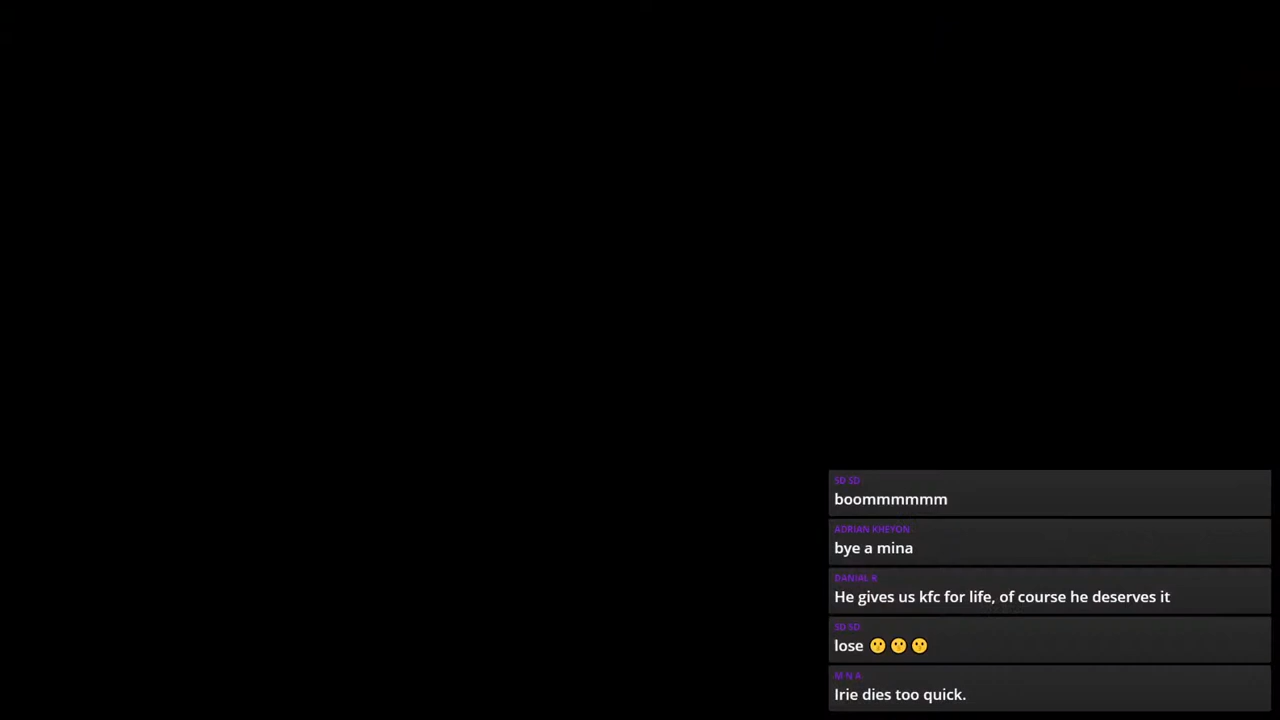 SD SD
boommmmmm
ADRIAN KHEYON
bye a mina
DANIAL R
He gives us kfc for life, of course he deserves it
SD SD
lose 😶😶😶
M N A
Irie dies too quick.